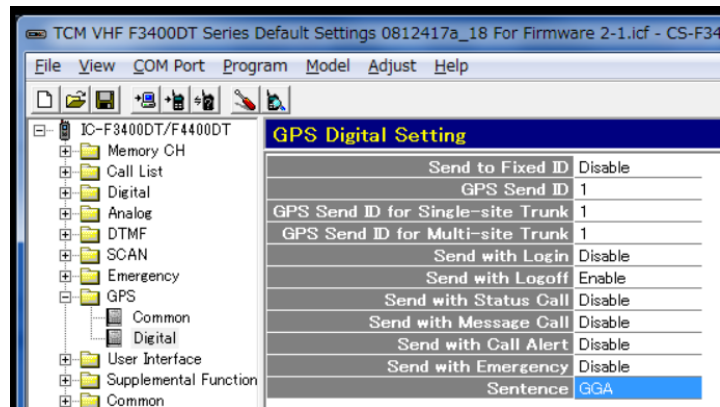 TCM VHF F3400DT Series Default Settings 0812417a_18 For Firmware 2-1.icf - CS-F34
File View COM Port Program Model Adjust Help
IC-F3400DT/F4400DT
Memory CH
Call List
Digital
Analog
DTMF
SCAN
Emergency
GPS
Common
Digital
User Interface
Supplemental Function
Common
GPS Digital Setting
Send to Fixed ID Disable
GPS Send ID 1
GPS Send ID for Single-site Trunk 1
GPS Send ID for Multi-site Trunk 1
Send with Login Disable
Send with Logoff Enable
Send with Status Call Disable
Send with Message Call Disable
Send with Call Alert Disable
Send with Emergency Disable
Sentence GGA